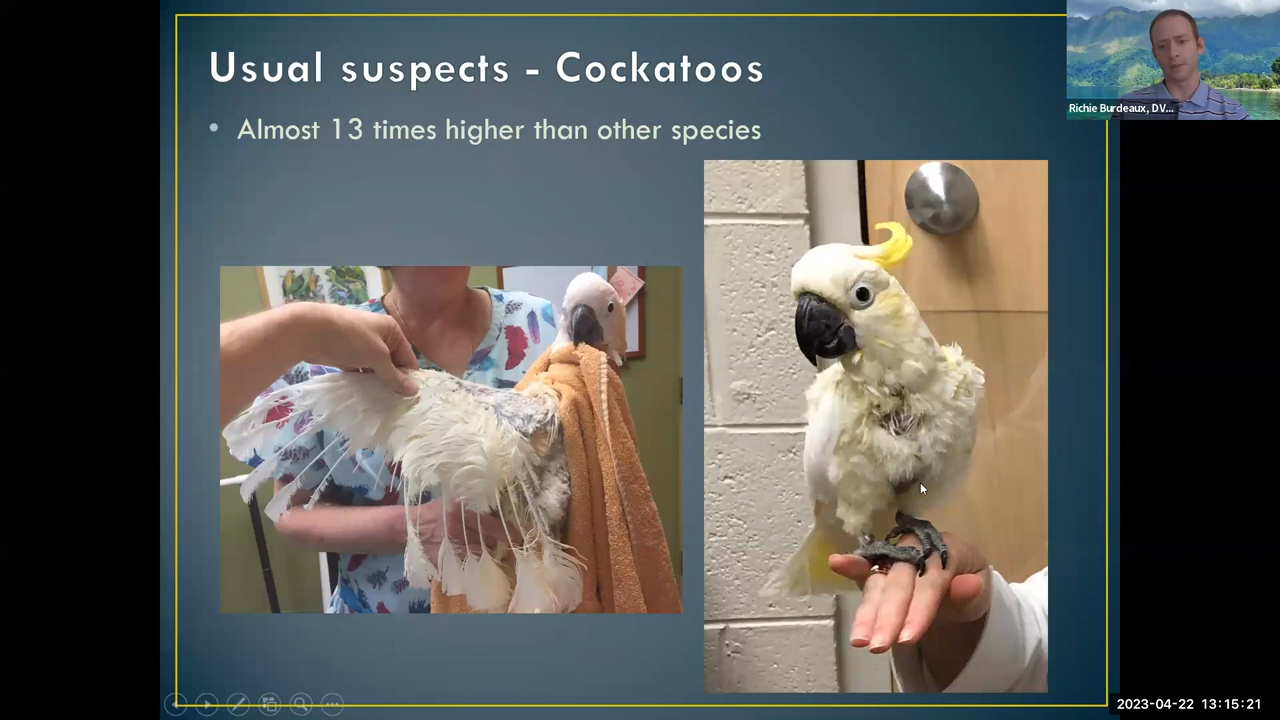 Usual suspects - Cockatoos
• Almost 13 times higher than other species
Richie Burdeaux, DV...
2023-04-22 13:15:21